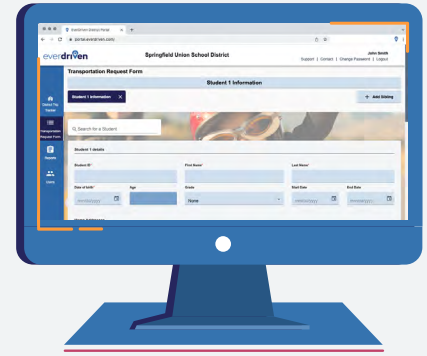 EverDriven District Portal
portal.everdriven.com/
everdriven
Springfield Union School District
John Smith
Support | Contact | Change Password | Logout
Transportation Request Form
Student 1 Information
Student 1 Information X
+ Add Sibling
District Trip
Tracker
Transportation
Request Form
Reports
Users
Search for a Student
Student 1 details
Student ID*
First Name*
Last Name*
Date of birth*
Age
Grade
Start Date
End Date
mm/dd/yyyy
None
mm/dd/yyyy
mm/dd/yyyy